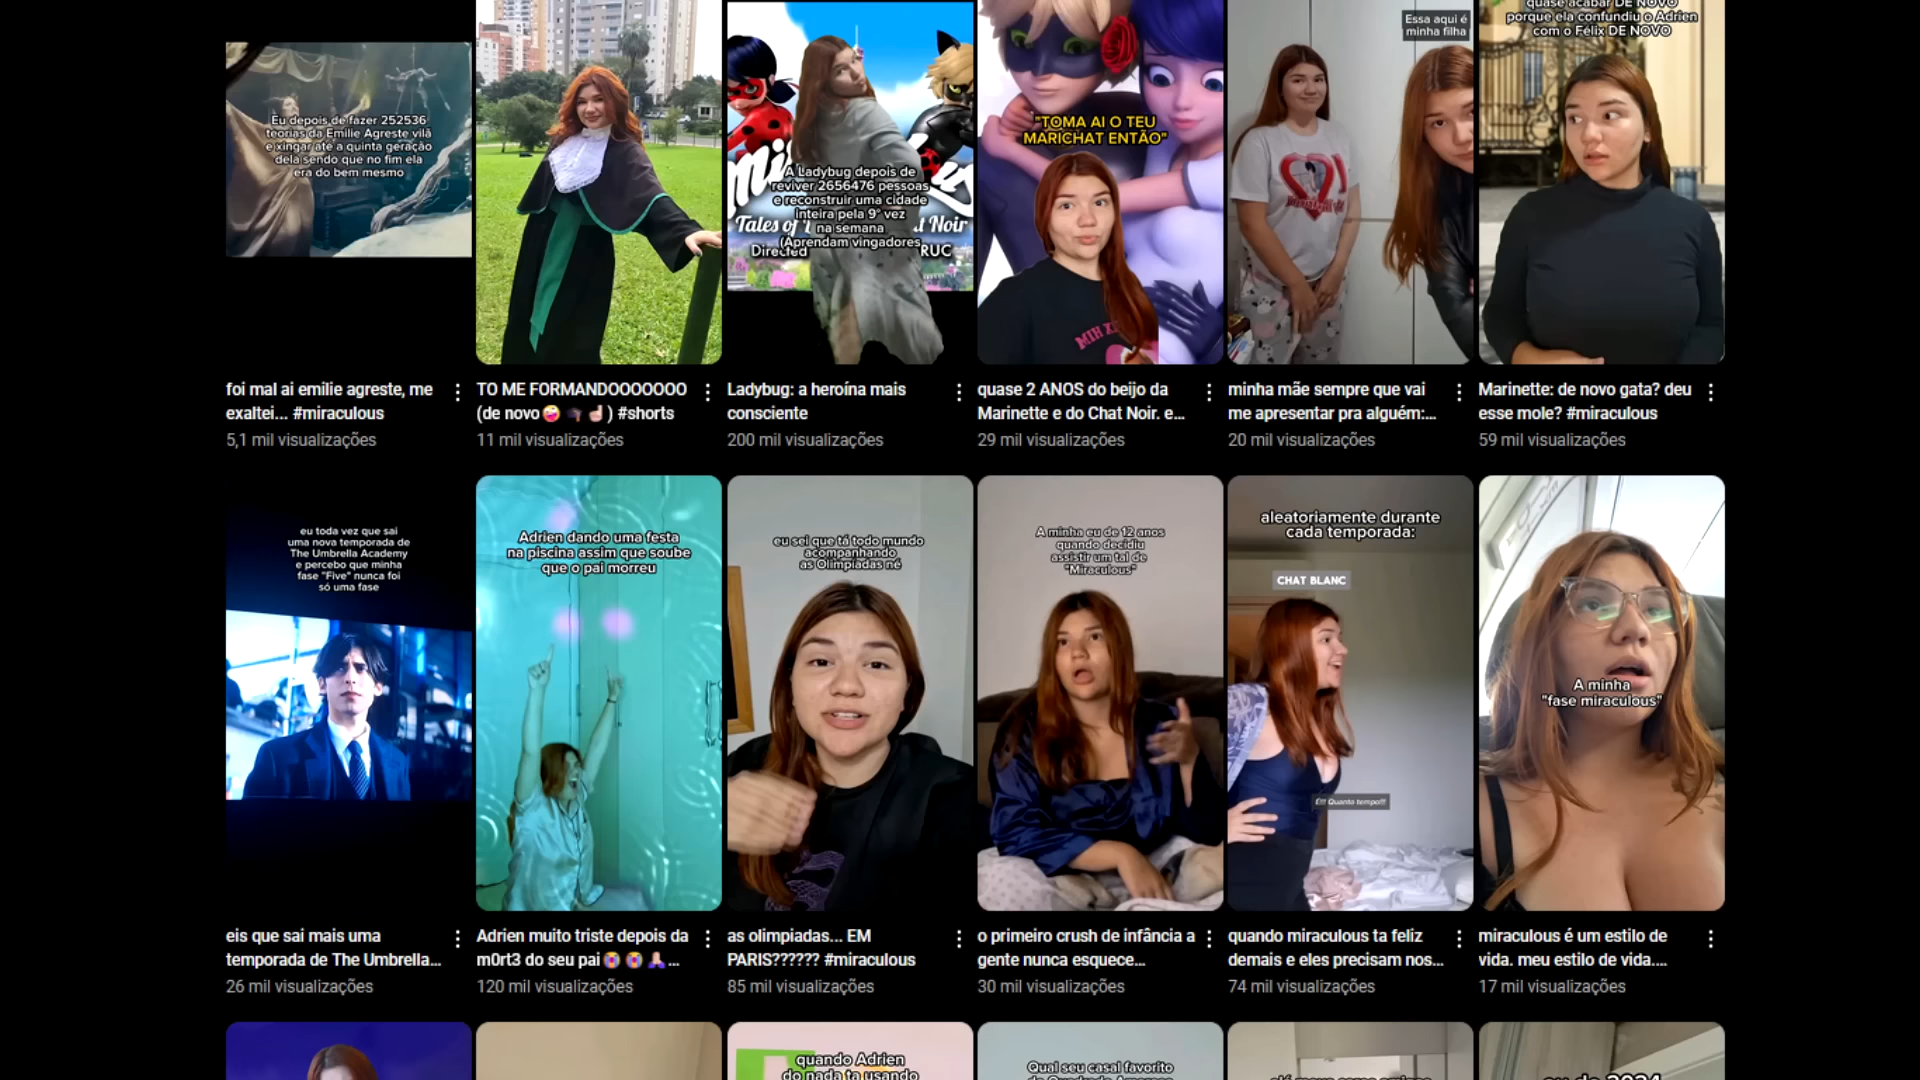 Eu depois de fazer 252536
teorias da Emilie Agreste vilã
e xingar até a quinta geração
dela sendo que no fim ela
era do bem mesmo
A Ladybug depois de
reviver 2656476 pessoas
e reconstruir uma cidade
inteira pela 9° vez
na semana
(Aprendam vingadores
Tales of
Noir
Directed
RUC
"TOMA AI O TEU
MARICHAT ENTÃO"
MIH
Essa aqui é
minha filha
quase acabar DE NOVO
porque ela confundiu o Adrien
com o Félix DE NOVO
foi mal ai emilie agreste, me
exaltei... #miraculous
5,1 mil visualizações
TO ME FORMANDOOOOOOO
(de novo🤪🎓☝🏻) #shorts
11 mil visualizações
Ladybug: a heroína mais
consciente
200 mil visualizações
quase 2 ANOS do beijo da
Marinette e do Chat Noir. e...
29 mil visualizações
minha mãe sempre que vai
me apresentar pra alguém:...
20 mil visualizações
Marinette: de novo gata? deu
esse mole? #miraculous
59 mil visualizações
eu toda vez que sai
uma nova temporada de
The Umbrella Academy
e percebo que minha
fase "Five" nunca foi
só uma fase
Adrien dando uma festa
na piscina assim que soube
que o pai morreu
eu sei que tá todo mundo
acompanhando
as Olimpíadas né
A minha eu de 12 anos
quando decidiu
assistir um tal de
"Miraculous"
aleatoriamente durante
cada temporada:
CHAT BLANC
Ei!! Quanto tempo!!!
A minha
"fase miraculous"
eis que sai mais uma
temporada de The Umbrella...
26 mil visualizações
Adrien muito triste depois da
m0rt3 do seu pai😭😭🙏🏻...
120 mil visualizações
as olimpiadas... EM
PARIS?????? #miraculous
85 mil visualizações
o primeiro crush de infância a
gente nunca esquece...
30 mil visualizações
quando miraculous ta feliz
demais e eles precisam nos...
74 mil visualizações
miraculous é um estilo de
vida. meu estilo de vida....
17 mil visualizações
quando Adrien
do nada ta usando
Qual seu casal favorito